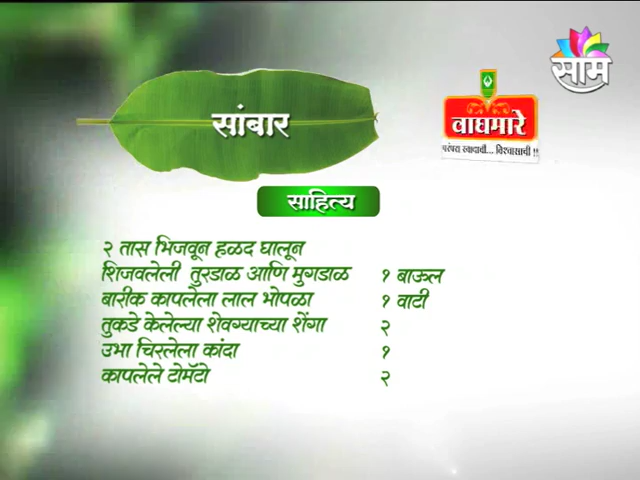 साम
सांबार
वाघमारे
परंपरा स्वादाची... विश्वासाची !!
साहित्य
२ तास भिजवून हळद घालून
शिजवलेली तुरडाळ आणि मुगडाळ १ बाऊल
बारीक कापलेला लाल भोपळा १ वाटी
तुकडे केलेल्या शेवग्याच्या शेंगा २
उभा चिरलेला कांदा १
कापलेले टोमॅटो २